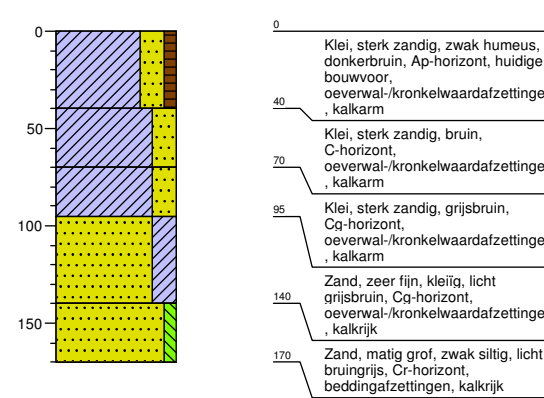 0
50
100
150
0
Klei, sterk zandig, zwak humeus,
donkerbruin, Ap-horizont, huidige
bouwvoor,
oeverwal-/kronkelwaardafzettinge
, kalkarm
40
Klei, sterk zandig, bruin,
C-horizont,
oeverwal-/kronkelwaardafzettinge
, kalkarm
70
Klei, sterk zandig, grijsbruin,
Cg-horizont,
oeverwal-/kronkelwaardafzettinge
, kalkarm
95
Zand, zeer fijn, kleiïg, licht
grijsbruin, Cg-horizont,
oeverwal-/kronkelwaardafzettinge
, kalkrijk
140
Zand, matig grof, zwak siltig, licht
bruingrijs, Cr-horizont,
beddingafzettingen, kalkrijk
170